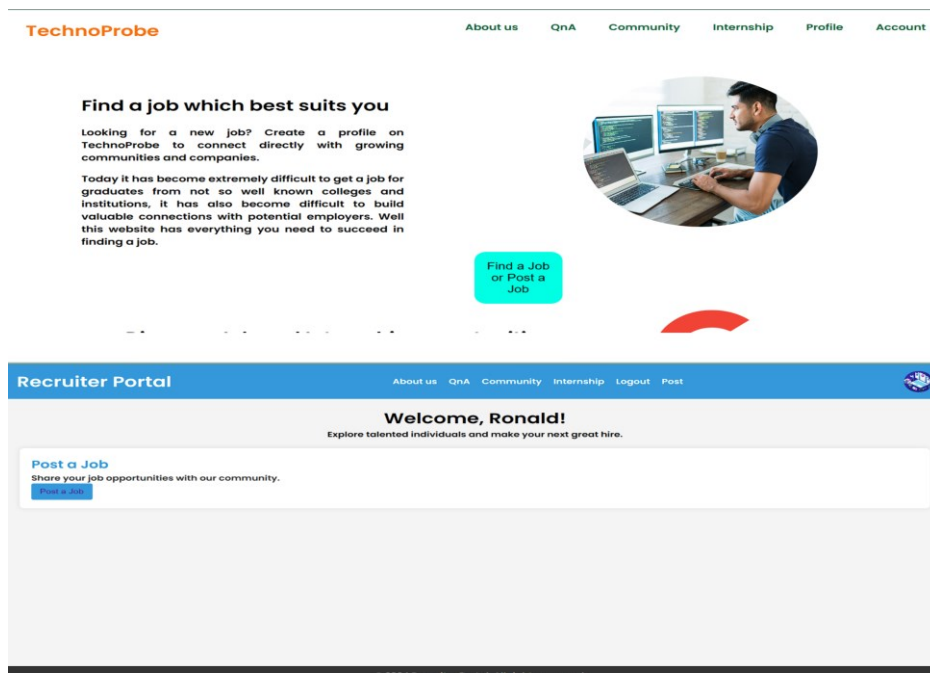 TechnoProbe
About us QnA Community Internship Profile Account
Find a job which best suits you
Looking for a new job? Create a profile on
TechnoProbe to connect directly with growing
communities and companies.
Today it has become extremely difficult to get a job for
graduates from not so well known colleges and
institutions, it has also become difficult to build
valuable connections with potential employers. Well
this website has everything you need to succeed in
finding a job.
Find a Job
or Post a
Job
Recruiter Portal
About us QnA Community Internship Logout Post
Welcome, Ronald!
Explore talented individuals and make your next great hire.
Post a Job
Share your job opportunities with our community.
Post a Job